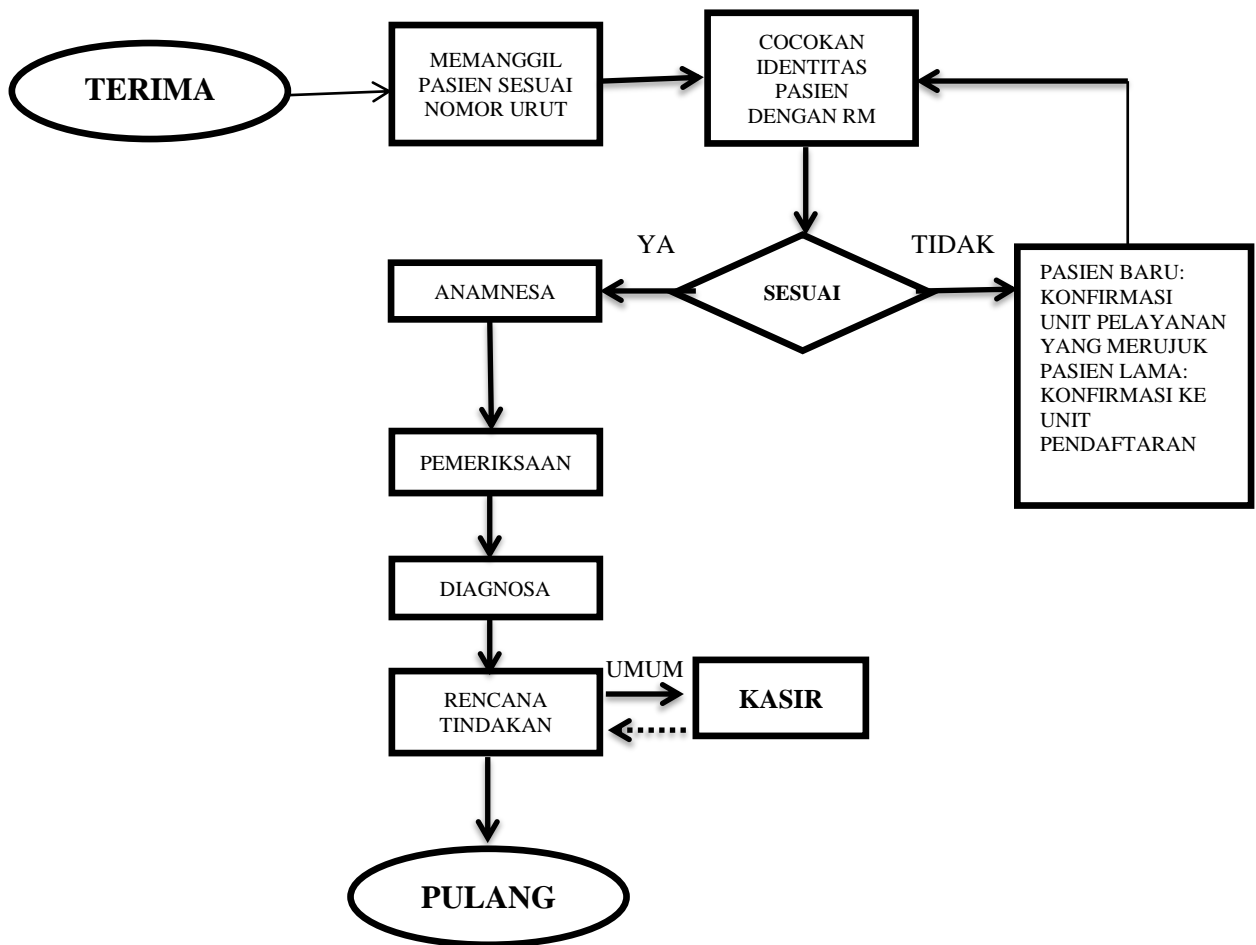 TERIMA
MEMANGGIL
PASIEN SESUAI
NOMOR URUT
COCOKAN
IDENTITAS
PASIEN
DENGAN RM
YA
TIDAK
SESUAI
PASIEN BARU:
KONFIRMASI
UNIT PELAYANAN
YANG MERUJUK
PASIEN LAMA:
KONFIRMASI KE
UNIT
PENDAFTARAN
ANAMNESA
PEMERIKSAAN
DIAGNOSA
RENCANA
TINDAKAN
UMUM
KASIR
PULANG